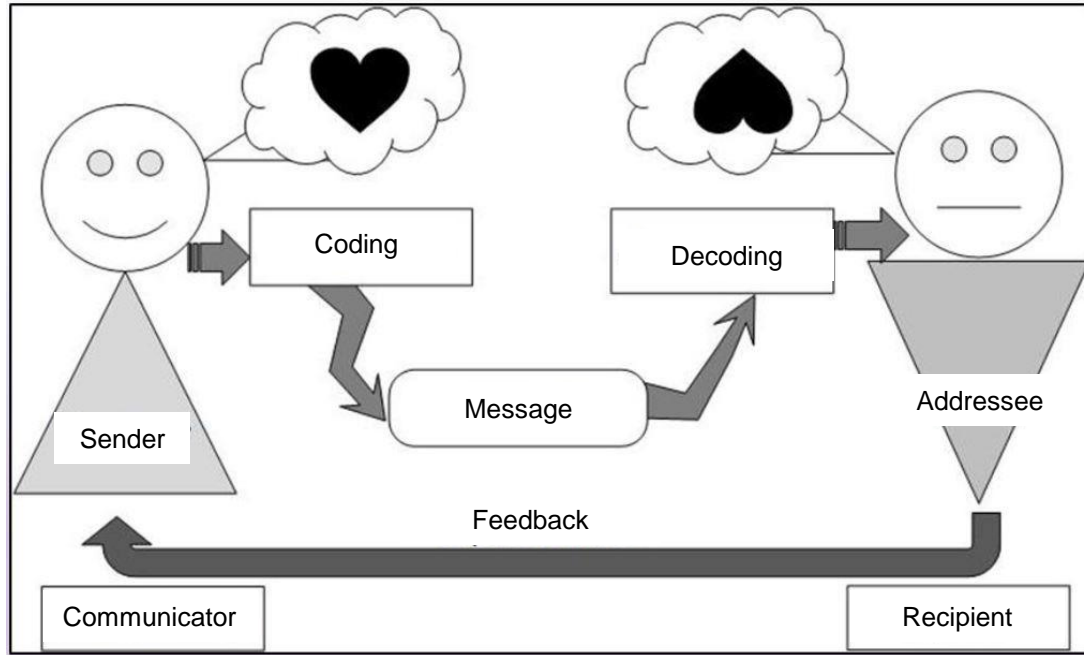 Coding
Decoding
Message
Sender
Addressee
Feedback
Communicator
Recipient